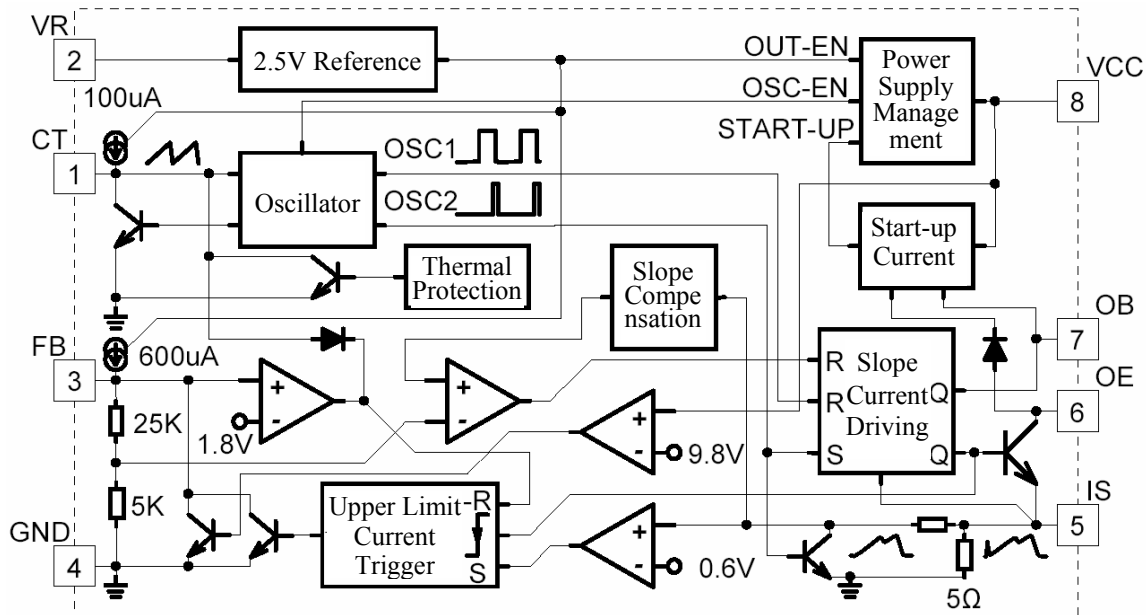 VR
2
2.5V Reference
OUT-EN
OSC-EN
START-UP
Power
Supply
Manage
ment
VCC
8
100uA
CT
1
OSC1
OSC2
Oscillator
Thermal
Protection
Slope
Compe
nsation
Start-up
Current
OB
7
FB
3
600uA
25K
5K
+
-
1.8V
+
-
+
-
9.8V
R
R
S
Slope
Current
Driving
Q
Q
OE
6
GND
4
Upper Limit
Current
Trigger
-R
S
+
-
0.6V
IS
5
5Ω